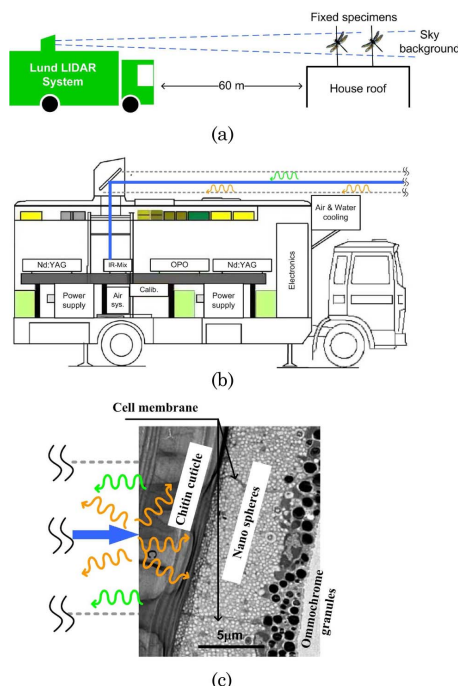 Fixed specimens
Sky
background
Lund LIDAR
System
60 m
House roof
(a)
Air & Water
cooling
Nd:YAG
IR-Mix
OPO
Nd:YAG
Electronics
Power
supply
Air
sys.
Calib.
Power
supply
(b)
Cell membrane
Chitin cuticle
Nano spheres
Ommochrome
granules
5μm
(c)